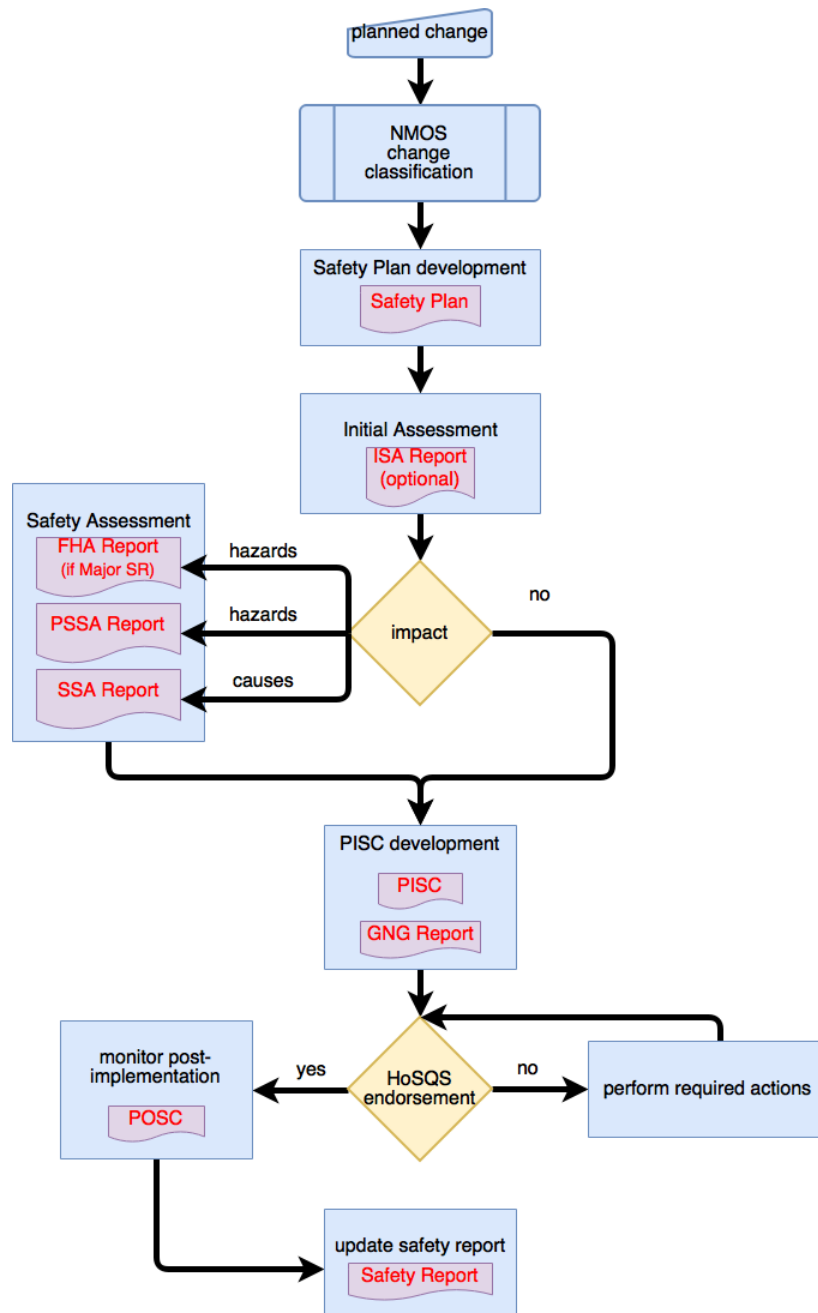 planned change
NMOS
change
classification
Safety Plan development
Safety Plan
Initial Assessment
ISA Report
(optional)
Safety Assessment
FHA Report
(if Major SR)
PSSA Report
SSA Report
hazards
hazards
causes
impact
no
PISC development
PISC
GNG Report
HoSQS
endorsement
yes
no
monitor post-
implementation
POSC
perform required actions
update safety report
Safety Report